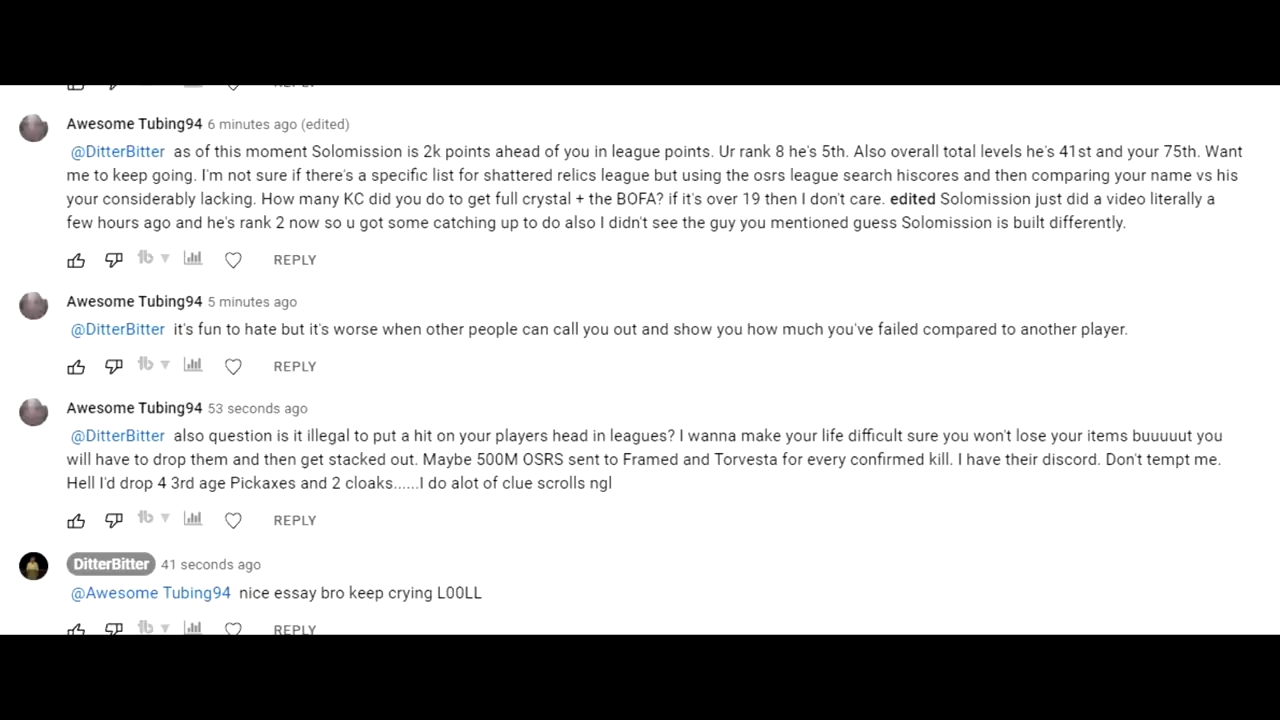 REPLY
Awesome Tubing94 6 minutes ago (edited)
@DitterBitter as of this moment Solomission is 2k points ahead of you in league points. Ur rank 8 he's 5th. Also overall total levels he's 41st and your 75th. Want
me to keep going. I'm not sure if there's a specific list for shattered relics league but using the osrs league search hiscores and then comparing your name vs his
your considerably lacking. How many KC did you do to get full crystal + the BOFA? if it's over 19 then I don't care. edited Solomission just did a video literally a
few hours ago and he's rank 2 now so u got some catching up to do also I didn't see the guy you mentioned guess Solomission is built differently.
REPLY
Awesome Tubing94 5 minutes ago
@DitterBitter it's fun to hate but it's worse when other people can call you out and show you how much you've failed compared to another player.
REPLY
Awesome Tubing94 53 seconds ago
@DitterBitter also question is it illegal to put a hit on your players head in leagues? I wanna make your life difficult sure you won't lose your items buuuuut you
will have to drop them and then get stacked out. Maybe 500M OSRS sent to Framed and Torvesta for every confirmed kill. I have their discord. Don't tempt me.
Hell I'd drop 4 3rd age Pickaxes and 2 cloaks......I do alot of clue scrolls ngl
REPLY
DitterBitter 41 seconds ago
@Awesome Tubing94 nice essay bro keep crying L00LL
REPLY